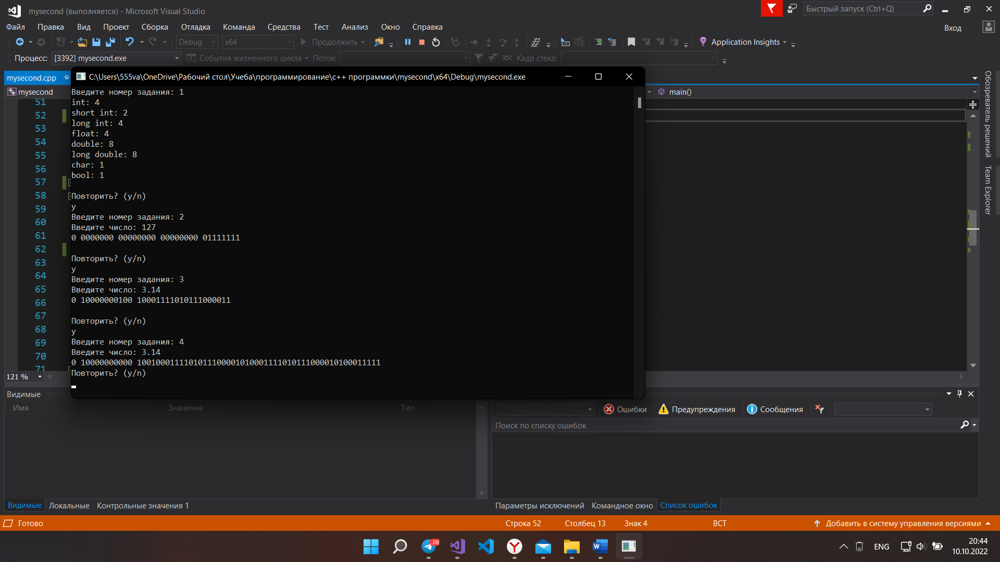 mysecond (выполняется) - Microsoft Visual Studio
Быстрый запуск (Ctrl+Q)
Файл Правка Вид Проект Сборка Отладка Команда Средства Тест Анализ Окно Справка
Вход
Debug x64 Продолжить Application Insights
Процесс: [3392] mysecond.exe События жизненного цикла Поток: Кадр стека:
mysecond.cpp
C:\Users\555va\OneDrive\Рабочий стол\Учеба\программирование\c++ программки\mysecond\x64\Debug\mysecond.exe
mysecond
main()
51
52
53
54
55
56
57
58
59
60
61
62
63
64
65
66
67
68
69
70
71
Введите номер задания: 1
int: 4
short int: 2
long int: 4
float: 4
double: 8
long double: 8
char: 1
bool: 1
Повторить? (y/n)
y
Введите номер задания: 2
Введите число: 127
0 0000000 00000000 00000000 01111111
Повторить? (y/n)
y
Введите номер задания: 3
Введите число: 3.14
0 10000000100 10001111010111000011
Повторить? (y/n)
y
Введите номер задания: 4
Введите число: 3.14
0 10000000000 1001000111101011100001010001111010111000010100011111
Повторить? (y/n)
Обозреватель решений
Team Explorer
121 %
Видимые
Имя Значение Тип
Ошибки Предупреждения Сообщения
Поиск по списку ошибок
Видимые Локальные Контрольные значения 1
Параметры исключений Командное окно Список ошибок
Готово
Строка 52 Столбец 13 Знак 4 ВСТ
Добавить в систему управления версиями
..08
ENG
20:44
10.10.2022